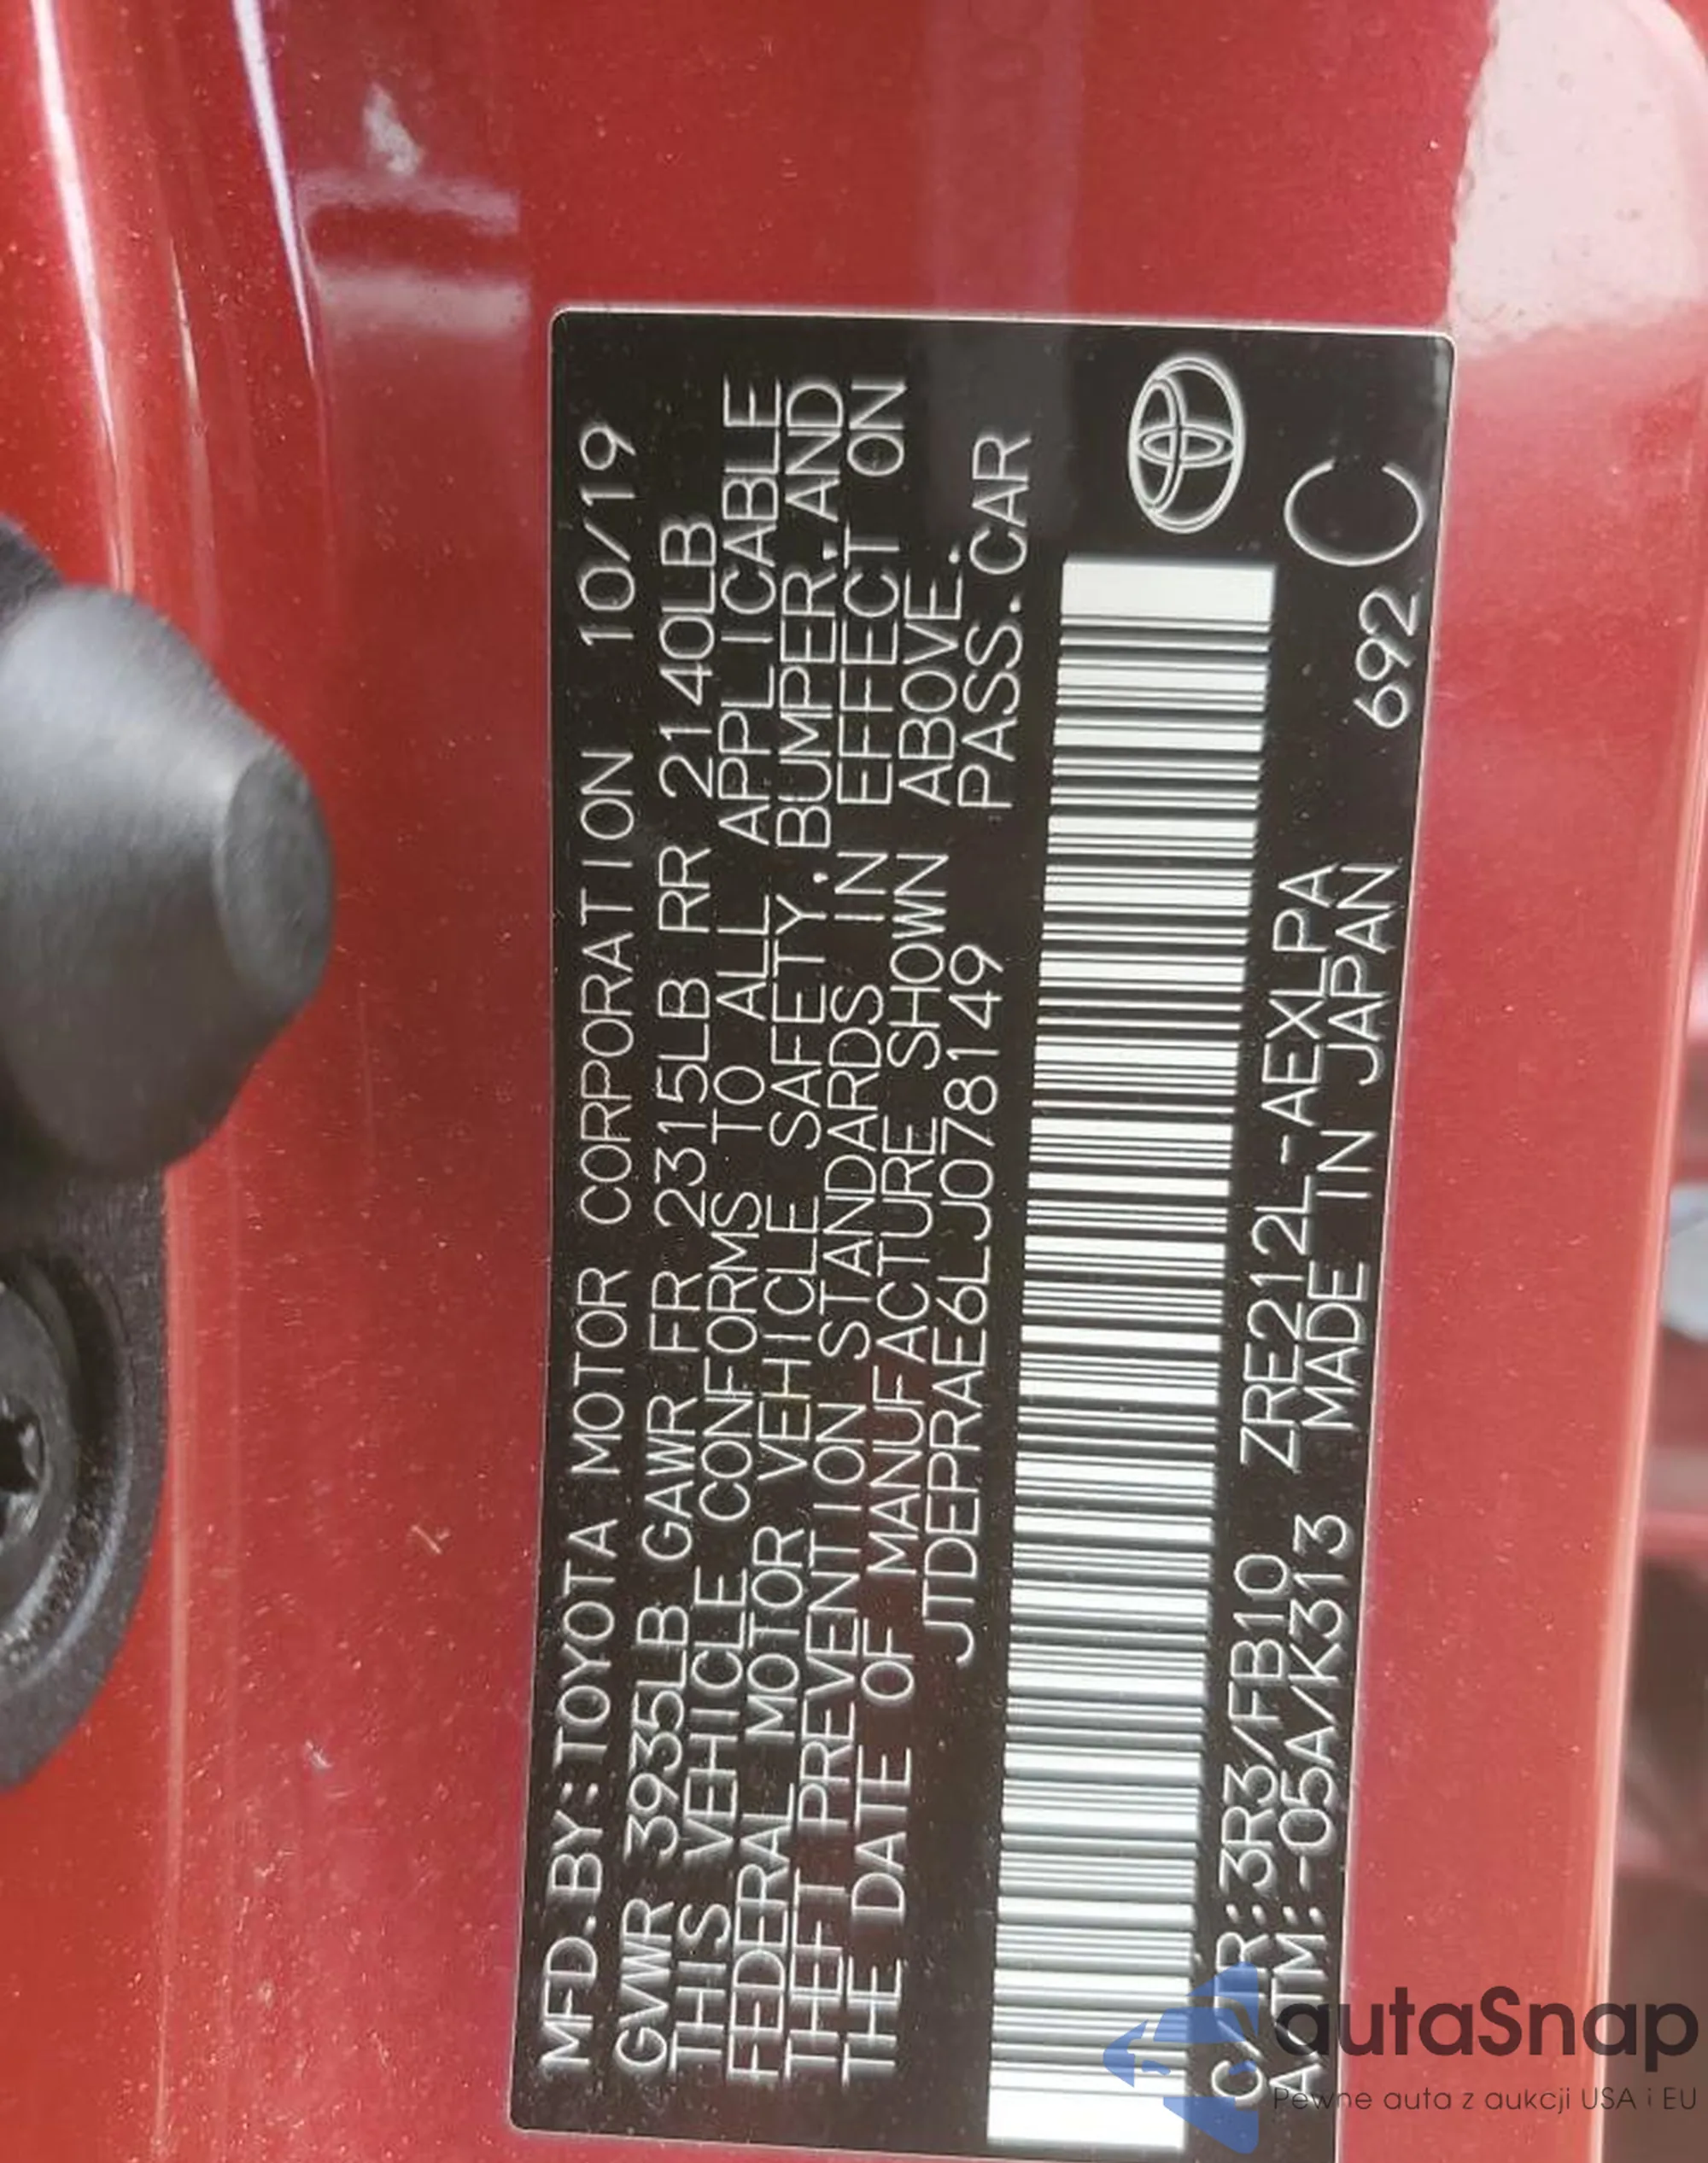 MFD.BY:TOYOTA MOTOR CORPORATION 10/19
GVWR 3935LB GAWR FR 2315LB RR 2140LB
THIS VEHICLE CONFORMS TO ALL APPLICABLE
FEDERAL MOTOR VEHICLE SAFETY, BUMPER, AND
THEFT PREVENTION STANDARDS IN EFFECT ON
THE DATE OF MANUFACTURE SHOWN ABOVE.
JTDEPRAE6LJ078149 PASS.CAR
C/TR:3R3/FB10 ZRE212L-AEXLPA
A/TM:-05A/K313 MADE IN JAPAN 692 C
autaSnap
Pewne auta z aukcji USA i EU